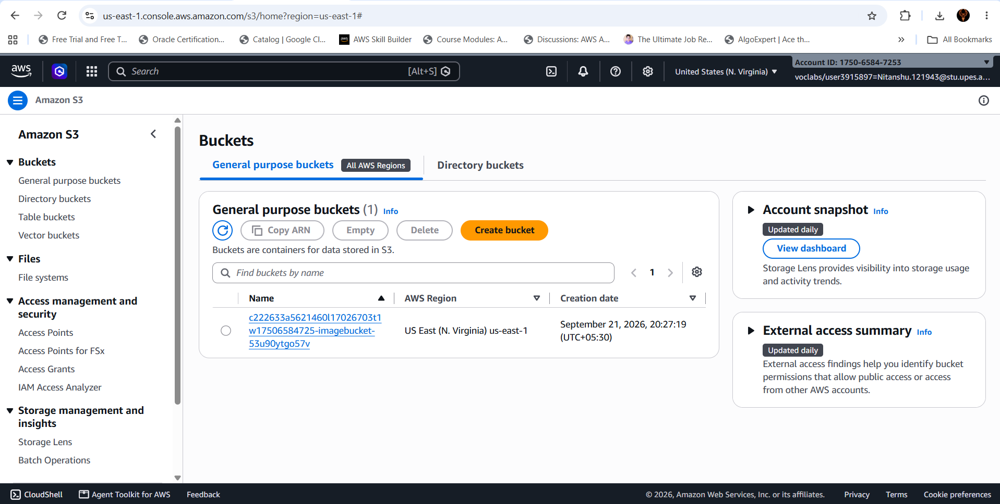 us-east-1.console.aws.amazon.com/s3/home?region=us-east-1#
Free Trial and Free T...
Oracle Certification...
Catalog | Google Cl...
aws
AWS Skill Builder
Course Modules: A...
Discussions: AWS A...
The Ultimate Job Re...
AlgoExpert | Ace th...
All Bookmarks
aws
Search
[Alt+S]
United States (N. Virginia)
Account ID: 1750-6584-7253
voclabs/user3915897=Nitanshu.121943@stu.upes.a...
Amazon S3
Amazon S3
Buckets
General purpose buckets
Directory buckets
Table buckets
Vector buckets
Files
File systems
Access management and
security
Access Points
Access Points for FSx
Access Grants
IAM Access Analyzer
Storage management and
insights
Storage Lens
Batch Operations
Buckets
General purpose buckets
All AWS Regions
Directory buckets
General purpose buckets (1) Info
Copy ARN
Empty
Delete
Create bucket
Buckets are containers for data stored in S3.
Find buckets by name
1
Name
AWS Region
Creation date
c222633a5621460l17026703t1
w17506584725-imagebucket-
53u90ytgo57v
US East (N. Virginia) us-east-1
September 21, 2026, 20:27:19
(UTC+05:30)
Account snapshot Info
Updated daily
View dashboard
Storage Lens provides visibility into storage usage
and activity trends.
External access summary Info
Updated daily
External access findings help you identify bucket
permissions that allow public access or access
from other AWS accounts.
CloudShell
Agent Toolkit for AWS
Feedback
© 2026, Amazon Web Services, Inc. or its affiliates.
Privacy
Terms
Cookie preferences